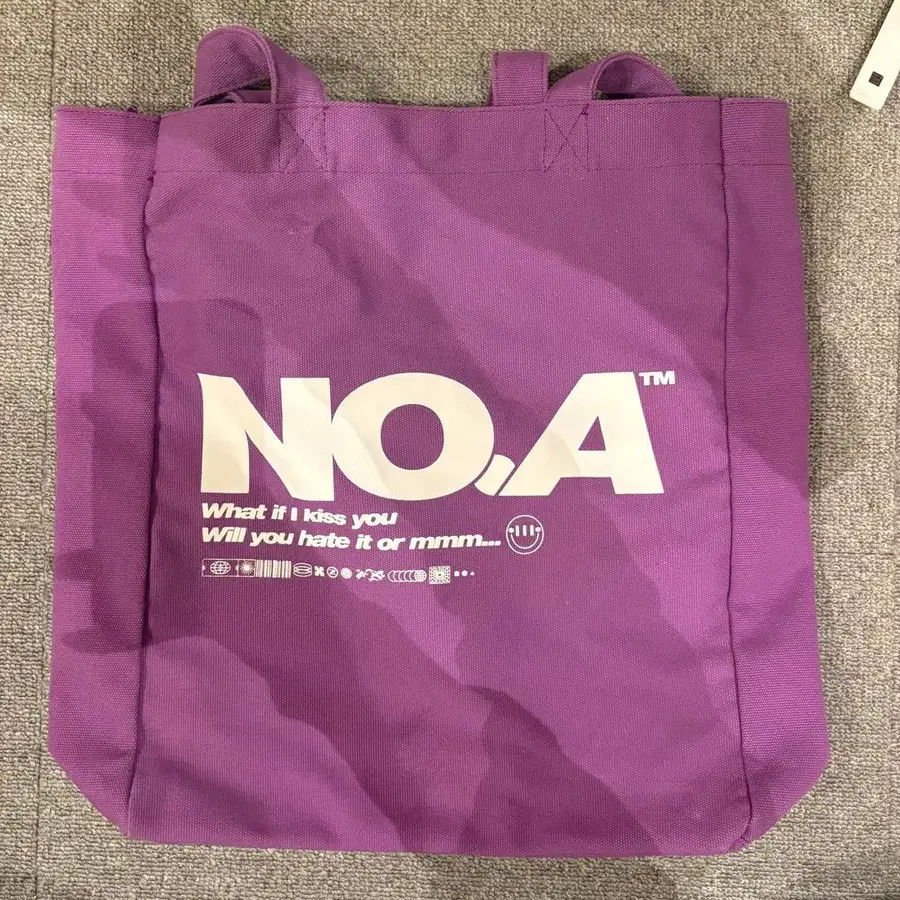 NO.A™
What if I kiss you
Will you hate it or mmm...